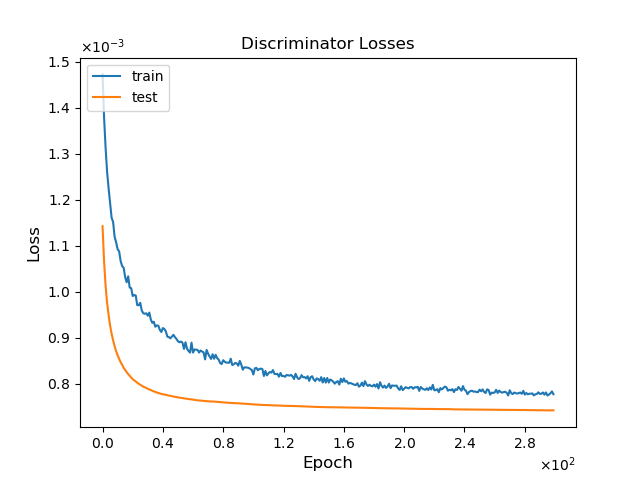 Discriminator Losses
×10⁻³
train
test
1.5
1.4
1.3
1.2
1.1
1.0
0.9
0.8
Loss
0.0 0.4 0.8 1.2 1.6 2.0 2.4 2.8
Epoch
×10²